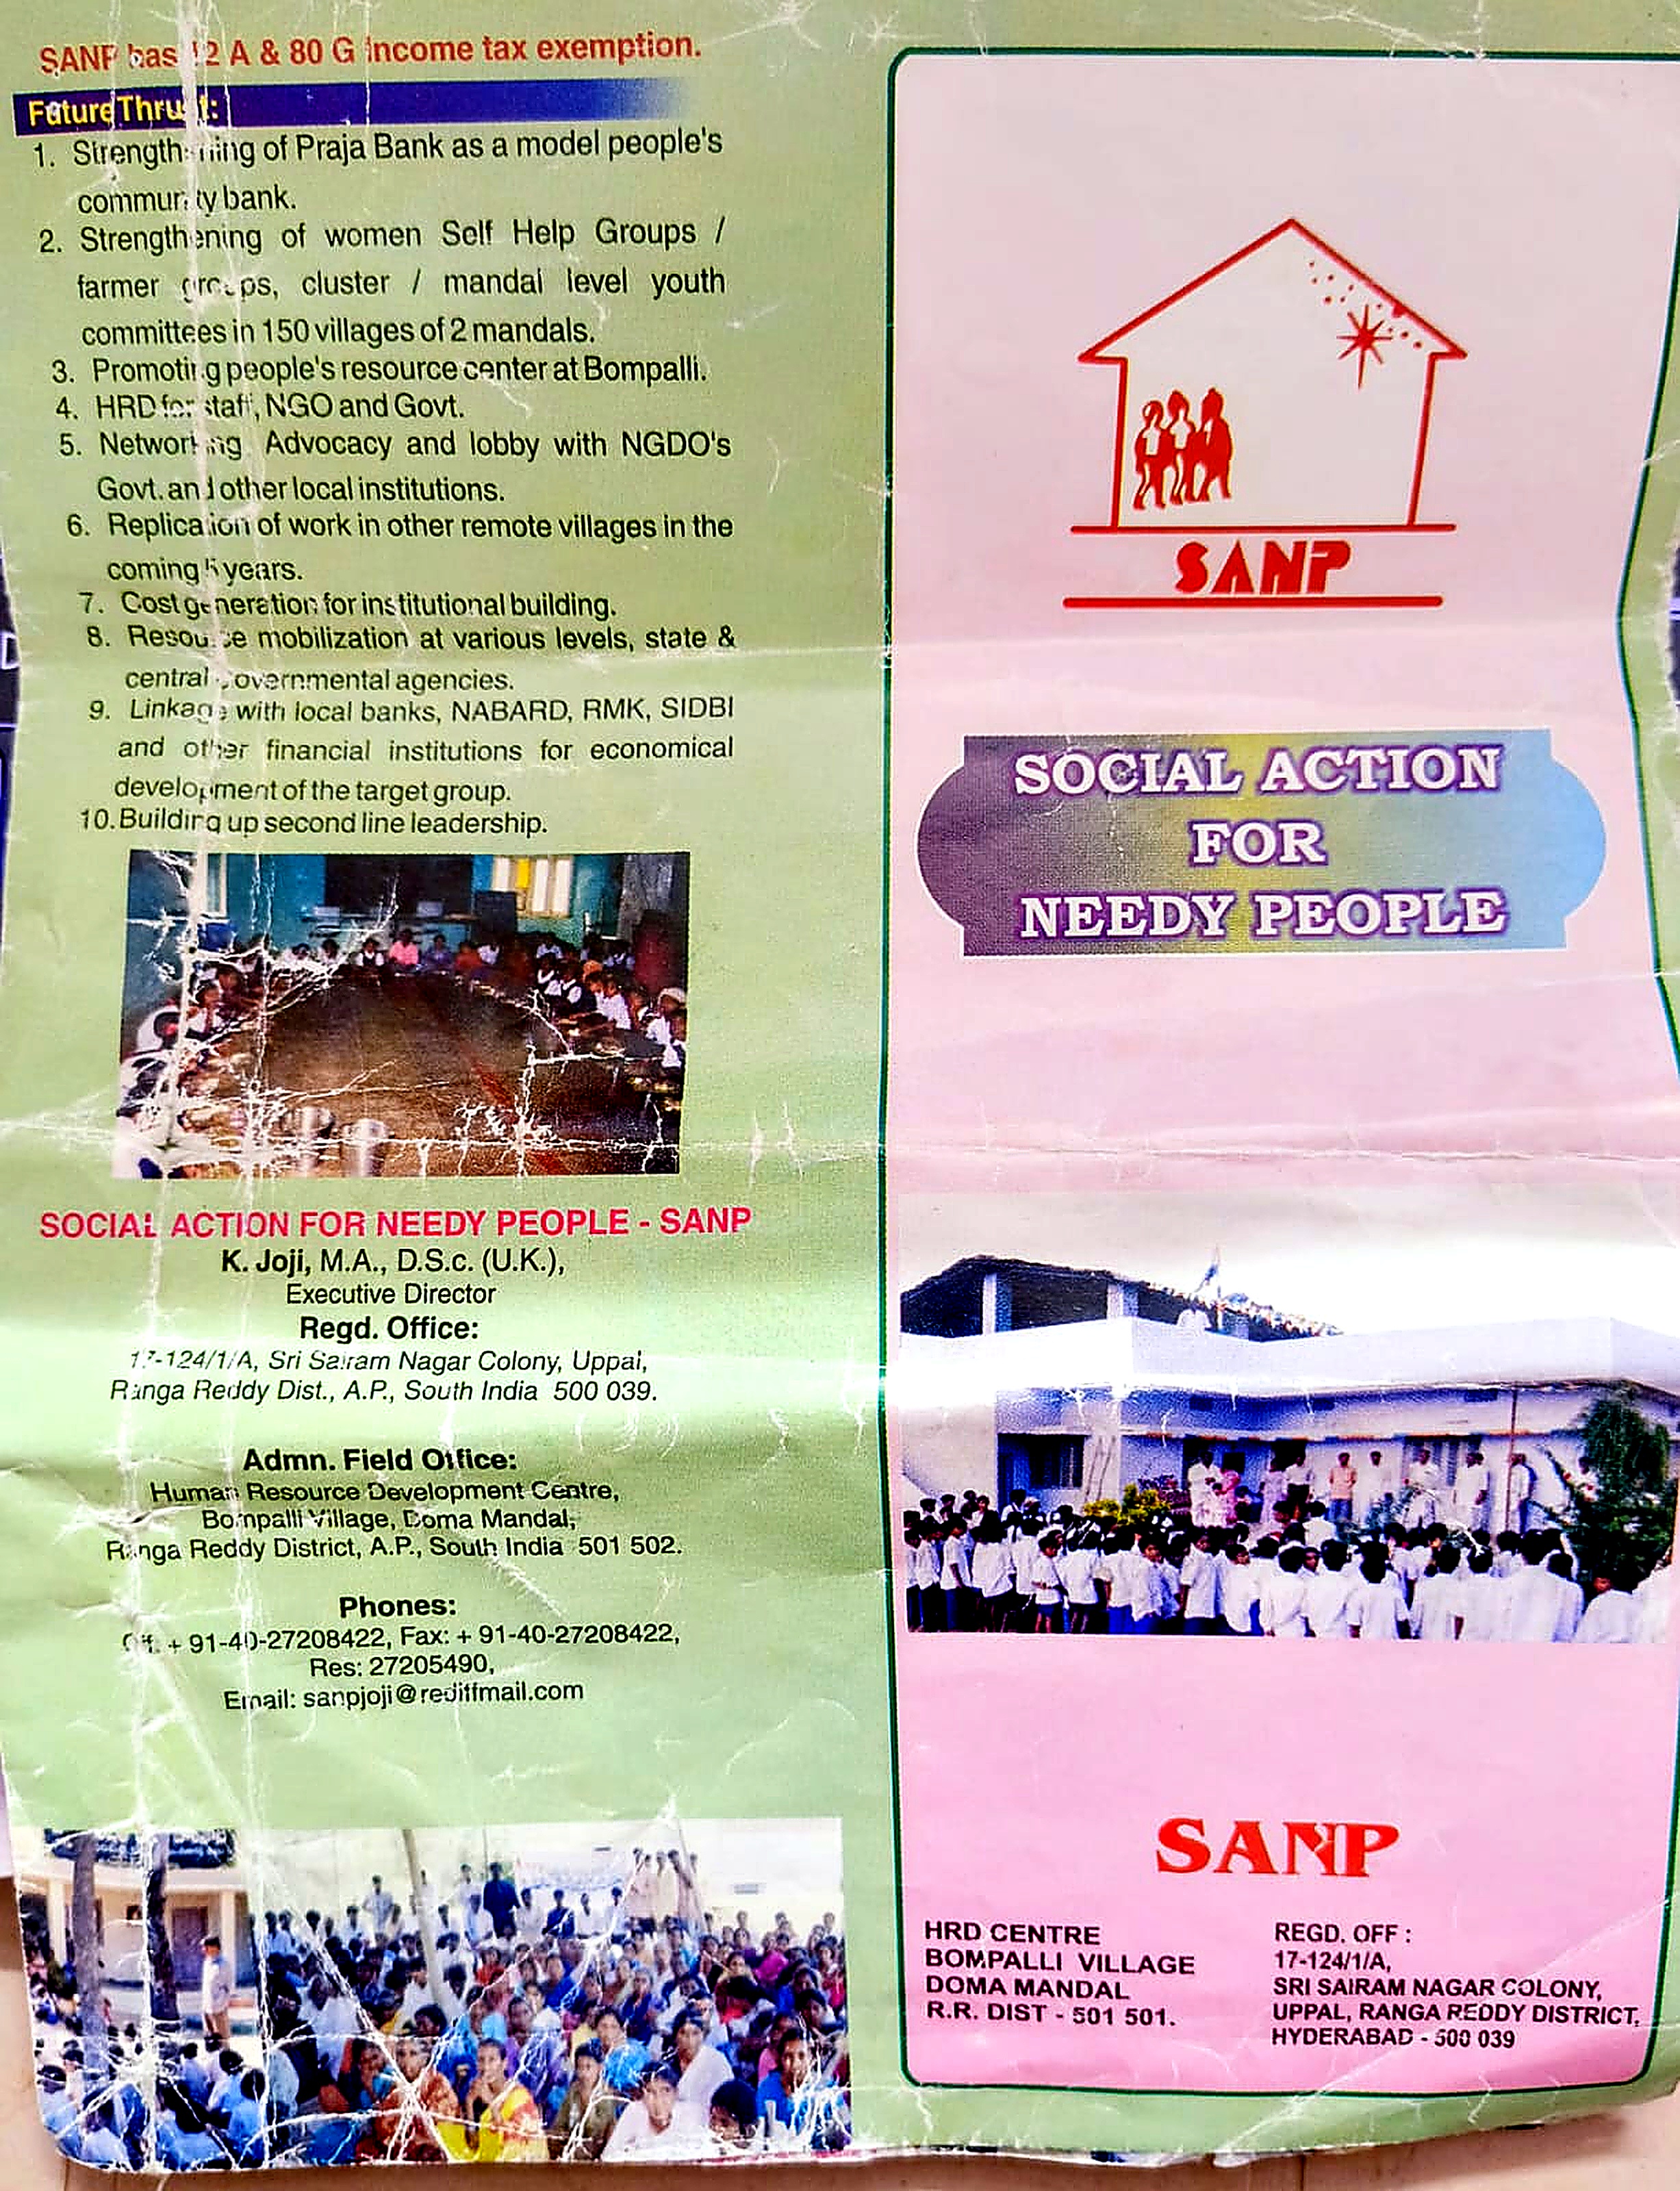 SANP has 12 A & 80 G income tax exemption.
Future Thrust:
1. Strengthening of Praja Bank as a model people's
community bank.
2. Strengthening of women Self Help Groups /
farmer groups, cluster / mandal level youth
committees in 150 villages of 2 mandals.
3. Promoting people's resource center at Bompalli.
4. HRD for staff, NGO and Govt.
5. Networking Advocacy and lobby with NGDO's
Govt. and other local institutions.
6. Replication of work in other remote villages in the
coming 5 years.
7. Cost generation for institutional building.
8. Resource mobilization at various levels, state &
central governmental agencies.
9. Linkage with local banks, NABARD, RMK, SIDBI
and other financial institutions for economical
development of the target group.
10. Building up second line leadership.
SOCIAL ACTION FOR NEEDY PEOPLE - SANP
K. Joji, M.A., D.S.c. (U.K.),
Executive Director
Regd. Office:
17-124/1/A, Sri Sairam Nagar Colony, Uppal,
Ranga Reddy Dist., A.P., South India 500 039.
Admn. Field Office:
Human Resource Development Centre,
Bompalli Village, Doma Mandal,
Ranga Reddy District, A.P., South India 501 502.
Phones:
Off. + 91-40-27208422, Fax: + 91-40-27208422,
Res: 27205490,
Email: sanpjoji@rediffmail.com
SANP
SOCIAL ACTION
FOR
NEEDY PEOPLE
SANP
HRD CENTRE
BOMPALLI VILLAGE
DOMA MANDAL
R.R. DIST - 501 501.
REGD. OFF :
17-124/1/A,
SRI SAIRAM NAGAR COLONY,
UPPAL, RANGA REDDY DISTRICT,
HYDERABAD - 500 039